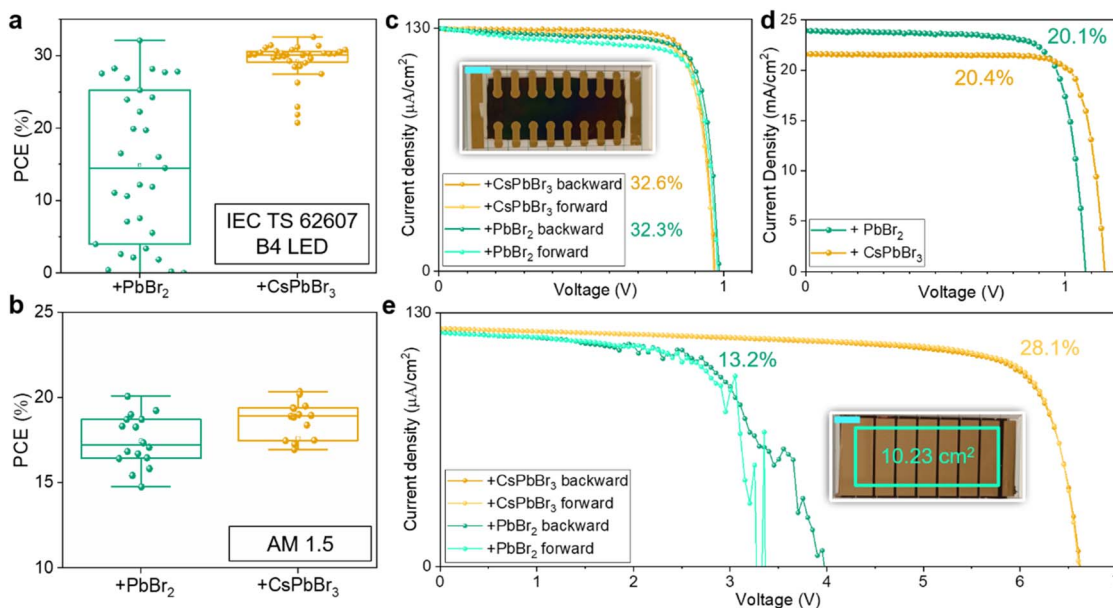 a
PCE (%)
30
20
10
0
IEC TS 62607
B4 LED
+PbBr₂
+CsPbBr₃
b
PCE (%)
25
20
15
10
AM 1.5
+PbBr₂
+CsPbBr₃
c
Current density (μA/cm²)
130
0
+CsPbBr₃ backward
32.6%
+CsPbBr₃ forward
+PbBr₂ backward
32.3%
+PbBr₂ forward
0
1
Voltage (V)
d
Current Density (mA/cm²)
25
20
15
10
5
0
20.1%
20.4%
+ PbBr₂
+ CsPbBr₃
0
1
Voltage (V)
e
Current density (μA/cm²)
130
0
13.2%
28.1%
10.23 cm²
+CsPbBr₃ backward
+CsPbBr₃ forward
+PbBr₂ backward
+PbBr₂ forward
0
1
2
3
4
5
6
7
Voltage (V)